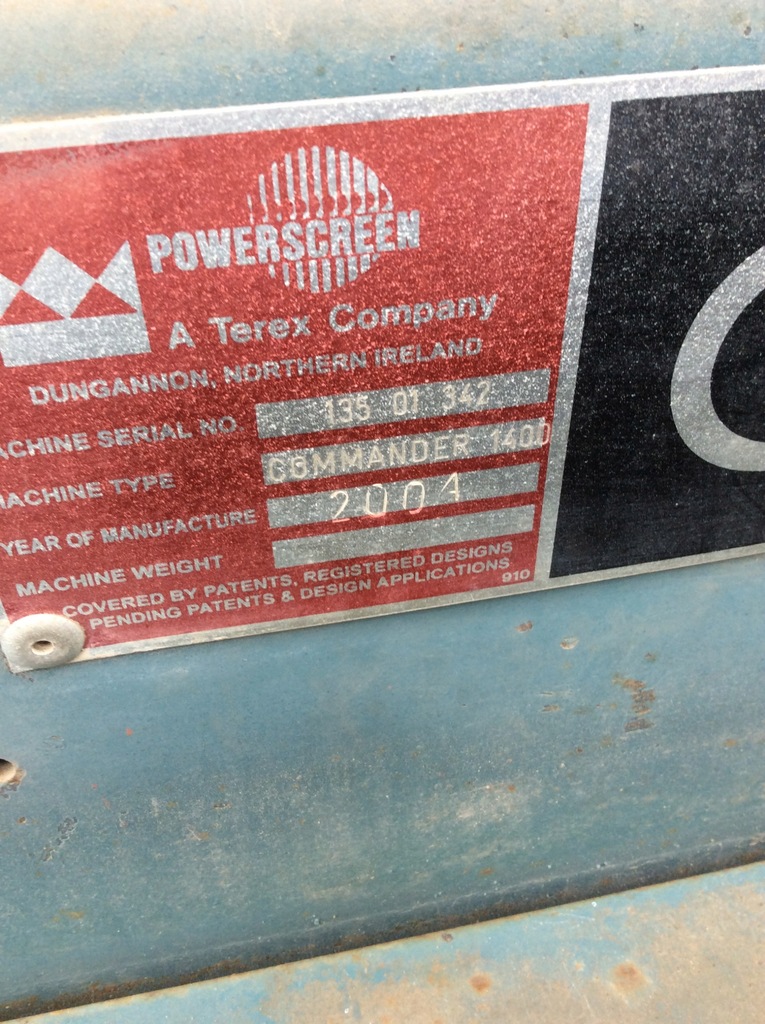 POWERSCREEN
A Terex Company
DUNGANNON, NORTHERN IRELAND
ACHINE SERIAL NO. 135 01 342
MACHINE TYPE COMMANDER 1400
YEAR OF MANUFACTURE 2004
MACHINE WEIGHT
COVERED BY PATENTS, REGISTERED DESIGNS
PENDING PATENTS & DESIGN APPLICATIONS 910